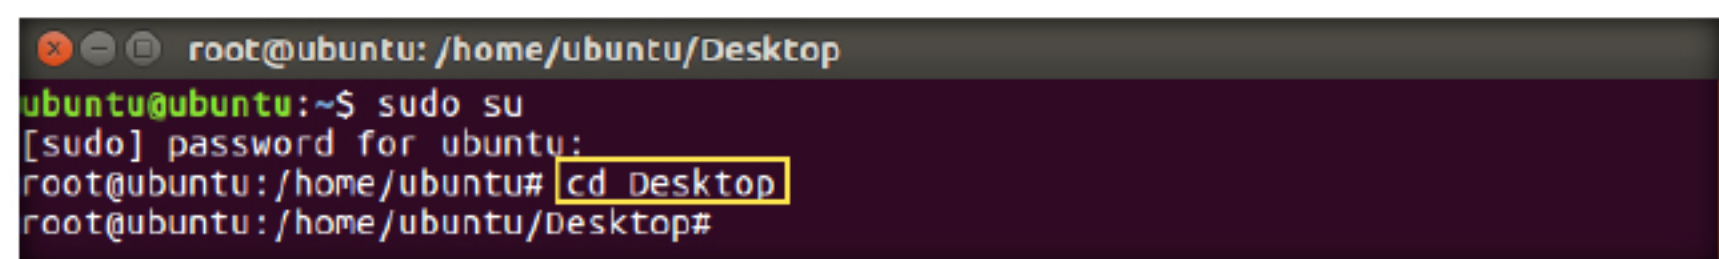 root@ubuntu: /home/ubuntu/Desktop
ubuntu@ubuntu:~$ sudo su
[sudo] password for ubuntu:
root@ubuntu:/home/ubuntu# cd Desktop
root@ubuntu:/home/ubuntu/Desktop#